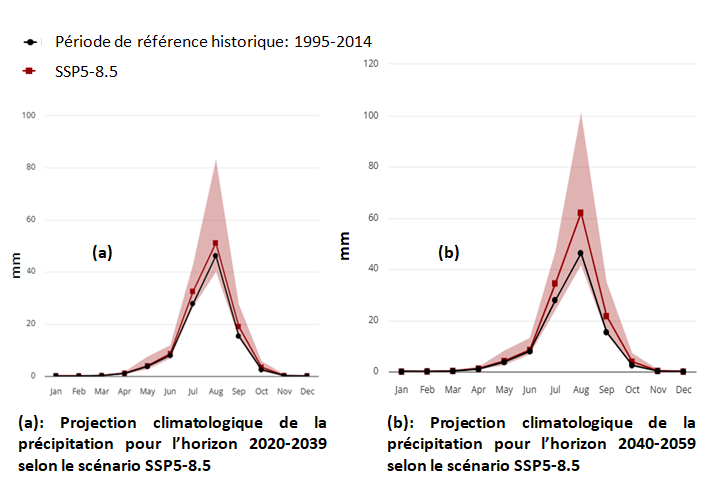 Période de référence historique: 1995-2014
SSP5-8.5
100
80
60
40
20
0
mm
(a)
Jan Feb Mar Apr May Jun Jul Aug Sep Oct Nov Dec
120
100
80
60
40
20
0
mm
(b)
Jan Feb Mar Apr May Jun Jul Aug Sep Oct Nov Dec
(a): Projection climatologique de la
précipitation pour l’horizon 2020-2039
selon le scénario SSP5-8.5
(b): Projection climatologique de la
précipitation pour l’horizon 2040-2059
selon le scénario SSP5-8.5